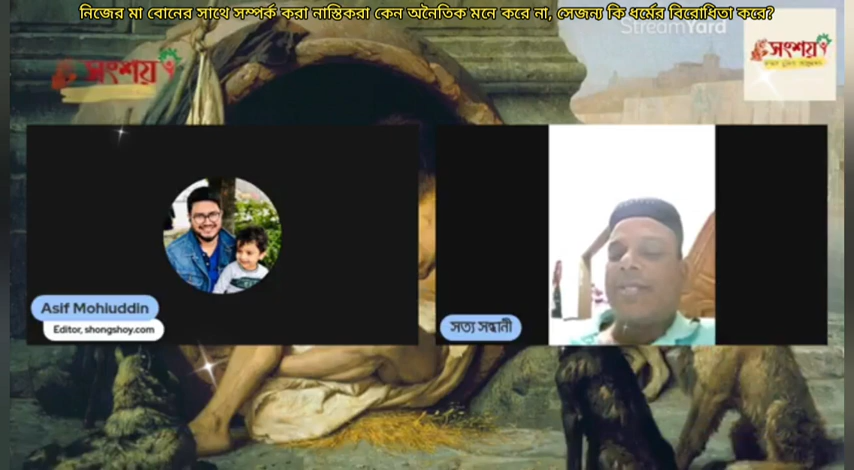 নিজের মা বোনের সাথে সম্পর্ক করা নাস্তিকরা কেন অনৈতিক মনে করে না, সেজন্য কি ধর্মের বিরোধিতা করে?
StreamYard
সংশয়
সংশয়
Asif Mohiuddin
Editor, shongshoy.com
সত্য সন্ধানী